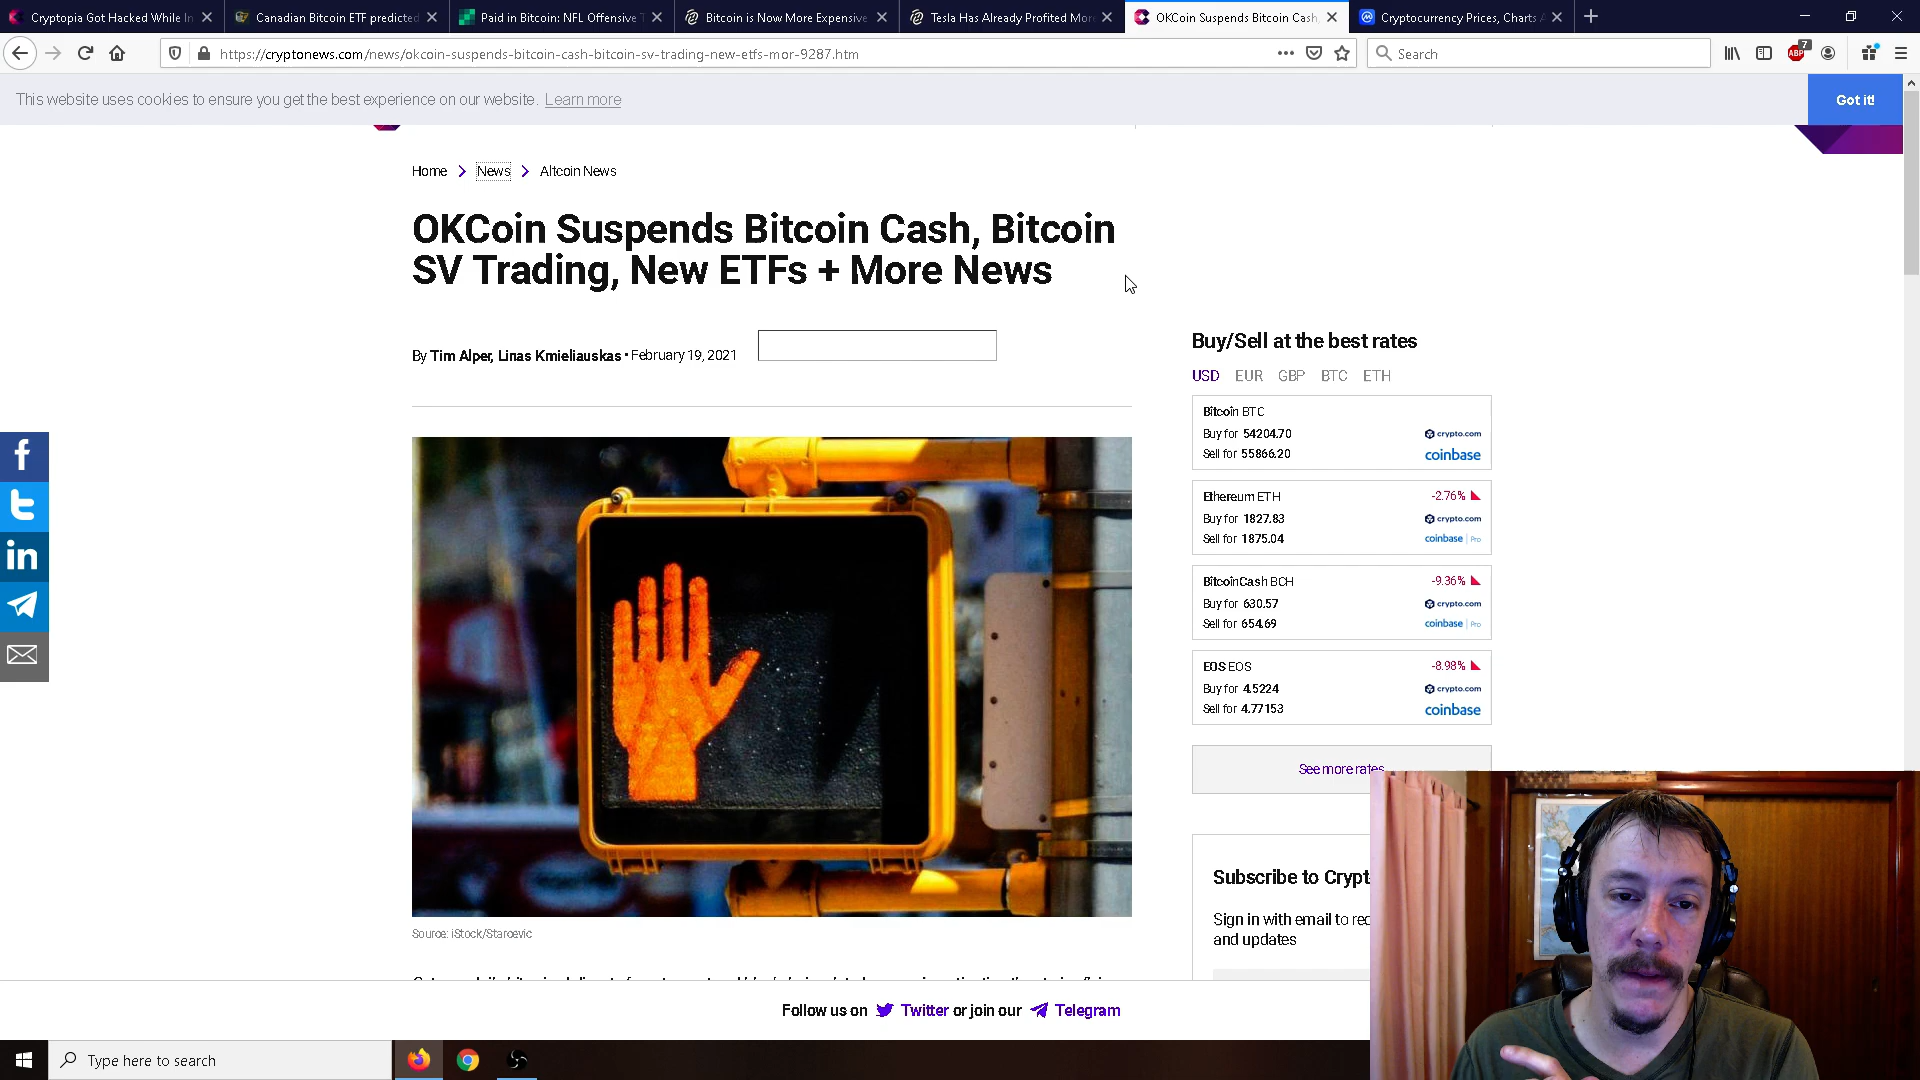 Cryptopia Got Hacked While In
Canadian Bitcoin ETF predicted
Paid in Bitcoin: NFL Offensive T
Bitcoin is Now More Expensive
Tesla Has Already Profited Mor
OKCoin Suspends Bitcoin Cash,
Cryptocurrency Prices, Charts A
https://cryptonews.com/news/okcoin-suspends-bitcoin-cash-bitcoin-sv-trading-new-etfs-mor-9287.htm
Search
ABP
7
This website uses cookies to ensure you get the best experience on our website. Learn more
Got it!
Home
News
Altcoin News
OKCoin Suspends Bitcoin Cash, Bitcoin
SV Trading, New ETFs + More News
By Tim Alper, Linas Kmieliauskas • February 19, 2021
Source: iStock/Starcevic
Buy/Sell at the best rates
USD EUR GBP BTC ETH
Bitcoin BTC
Buy for 54204.70 crypto.com
Sell for 55866.20 coinbase
Ethereum ETH -2.76%
Buy for 1827.83 crypto.com
Sell for 1875.04 coinbase | Pro
BitcoinCash BCH -9.36%
Buy for 630.57 crypto.com
Sell for 654.69 coinbase | Pro
EOS EOS -8.98%
Buy for 4.5224 crypto.com
Sell for 4.77153 coinbase
See more rates
Subscribe to Crypt
Sign in with email to rec
and updates
Follow us on Twitter or join our Telegram
Type here to search